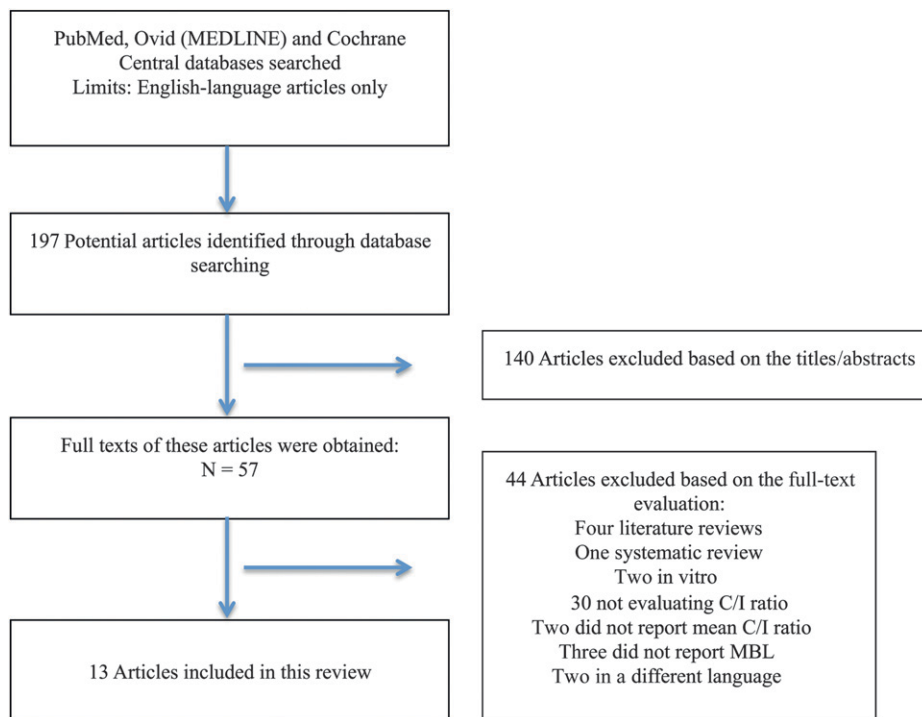 PubMed, Ovid (MEDLINE) and Cochrane
Central databases searched
Limits: English-language articles only
197 Potential articles identified through database
searching
140 Articles excluded based on the titles/abstracts
Full texts of these articles were obtained:
N = 57
44 Articles excluded based on the full-text
evaluation:
Four literature reviews
One systematic review
Two in vitro
30 not evaluating C/I ratio
Two did not report mean C/I ratio
Three did not report MBL
Two in a different language
13 Articles included in this review